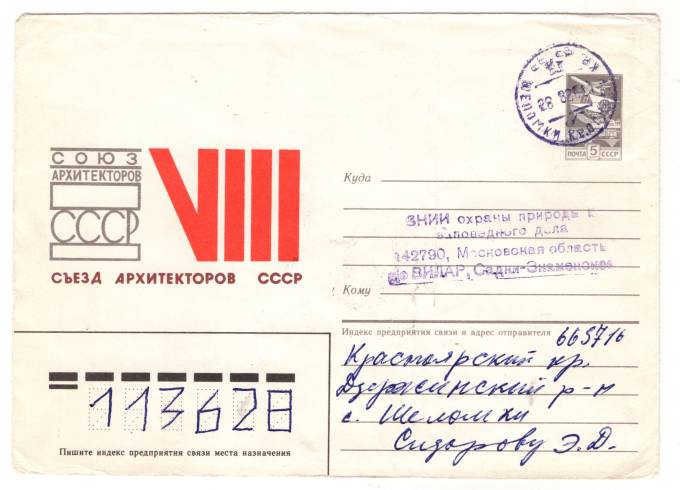 СОЮЗ
АРХИТЕКТОРОВ
СССР
VIII
СЪЕЗД АРХИТЕКТОРОВ СССР
ПОЧТА 5 СССР
Куда
ВНИИ охраны природы и
заповедного дела
142790, Московская область
п/о ВИЛАР, Садки-Знаменское
Кому
Индекс предприятия связи и адрес отправителя 665716
Красноярский кр.
Дзержинский р-н
с. Шеломки
Сидорову Э.Д.
113628
Пишите индекс предприятия связи места назначения